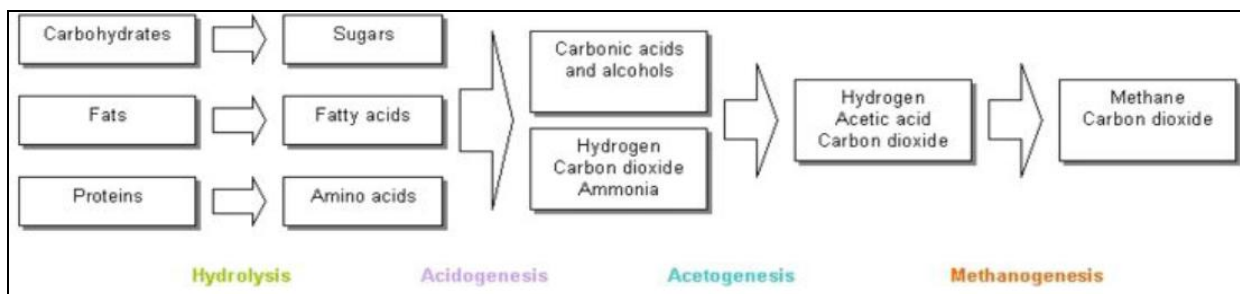 Carbohydrates
Sugars
Fats
Fatty acids
Proteins
Amino acids
Carbonic acids
and alcohols
Hydrogen
Carbon dioxide
Ammonia
Hydrogen
Acetic acid
Carbon dioxide
Methane
Carbon dioxide
Hydrolysis
Acidogenesis
Acetogenesis
Methanogenesis